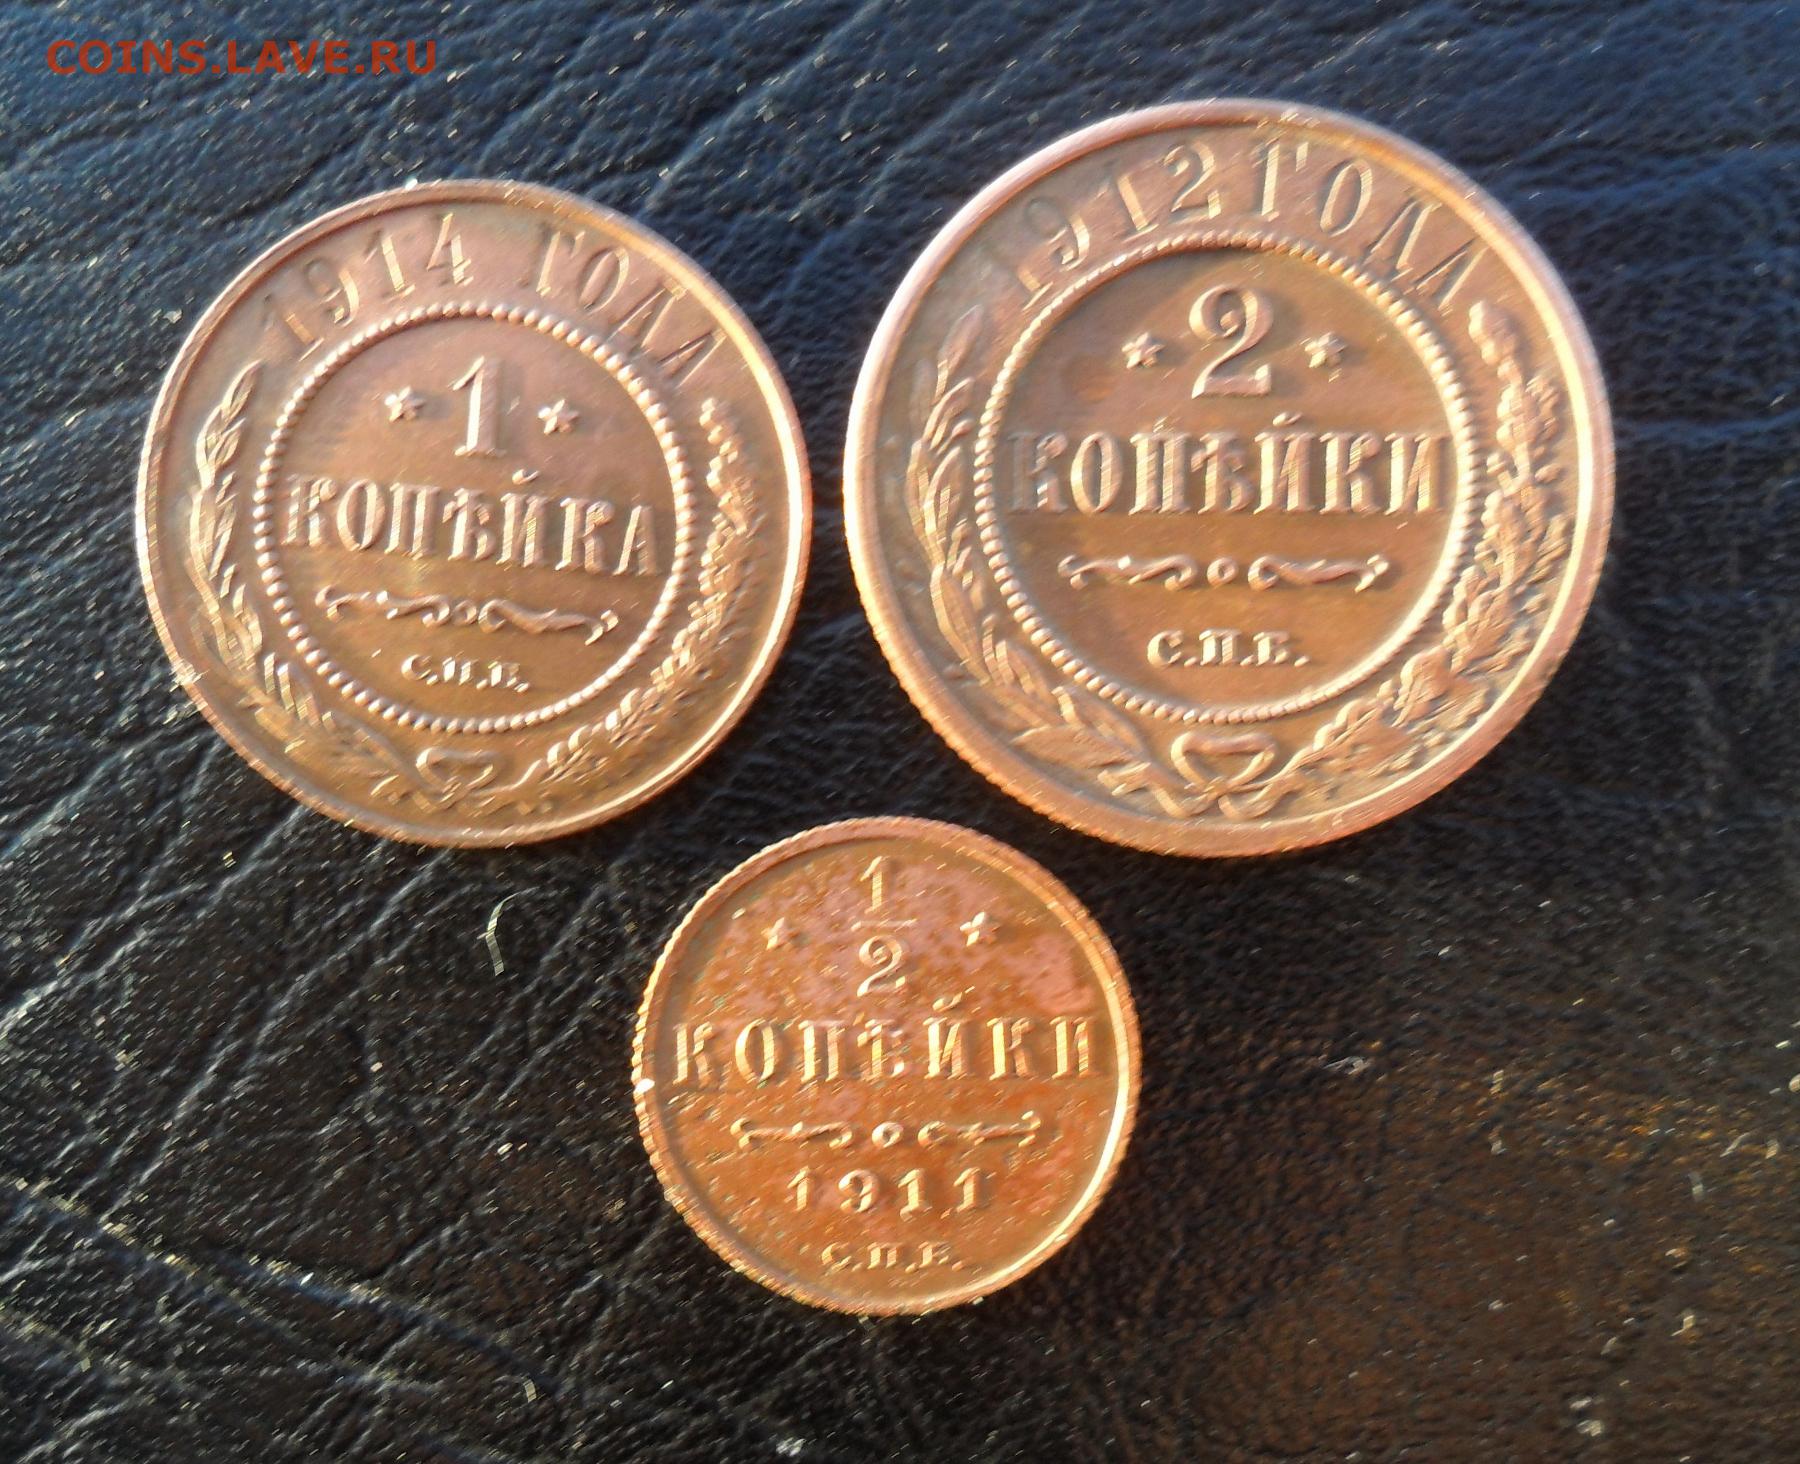 COINS.LAVE.RU
1914 ГОДА
1
КОПѢЙКА
С.П.Б.
1912 ГОДА
2
КОПѢЙКИ
С.П.Б.
1
2
КОПѢЙКИ
1911
С.П.Б.